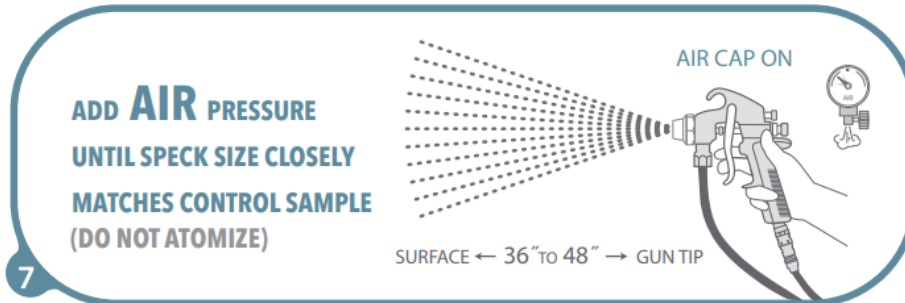 ADD AIR PRESSURE
UNTIL SPECK SIZE CLOSELY
MATCHES CONTROL SAMPLE
(DO NOT ATOMIZE)
AIR CAP ON
AIR
SURFACE ← 36″ TO 48″ → GUN TIP
7